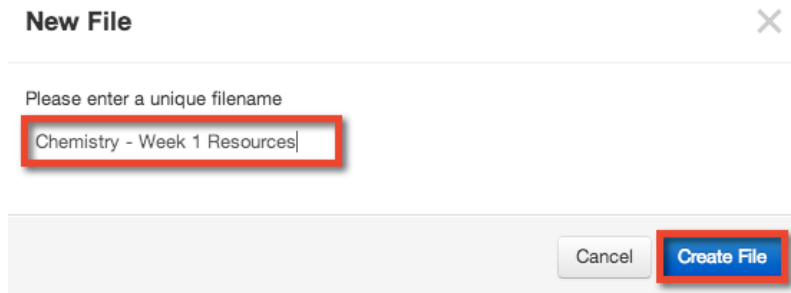 New File
Please enter a unique filename
Chemistry - Week 1 Resources
Cancel
Create File